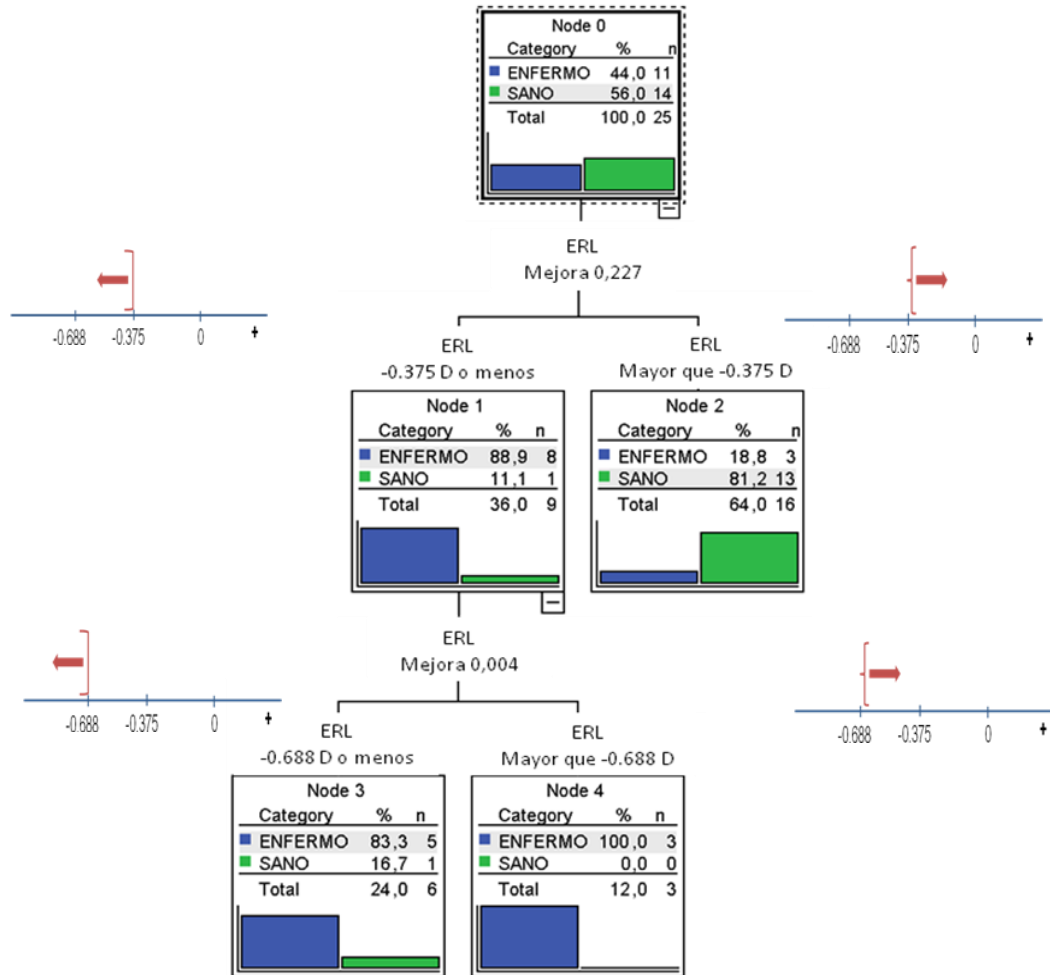 Node 0
Category % n
ENFERMO 44,0 11
SANO 56,0 14
Total 100,0 25
ERL
Mejora 0,227
-0.688 -0.375 0 +
-0.688 -0.375 0 +
ERL
-0.375 D o menos
ERL
Mayor que -0.375 D
Node 1
Category % n
ENFERMO 88,9 8
SANO 11,1 1
Total 36,0 9
Node 2
Category % n
ENFERMO 18,8 3
SANO 81,2 13
Total 64,0 16
ERL
Mejora 0,004
-0.688 -0.375 0 +
-0.688 -0.375 0 +
ERL
-0.688 D o menos
ERL
Mayor que -0.688 D
Node 3
Category % n
ENFERMO 83,3 5
SANO 16,7 1
Total 24,0 6
Node 4
Category % n
ENFERMO 100,0 3
SANO 0,0 0
Total 12,0 3